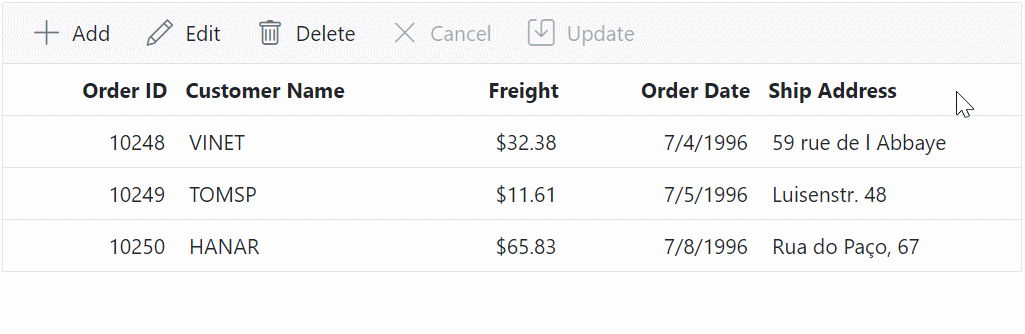 Add Edit Delete Cancel Update
Order ID Customer Name Freight Order Date Ship Address
10248 VINET $32.38 7/4/1996 59 rue de l Abbaye
10249 TOMSP $11.61 7/5/1996 Luisenstr. 48
10250 HANAR $65.83 7/8/1996 Rua do Paço, 67